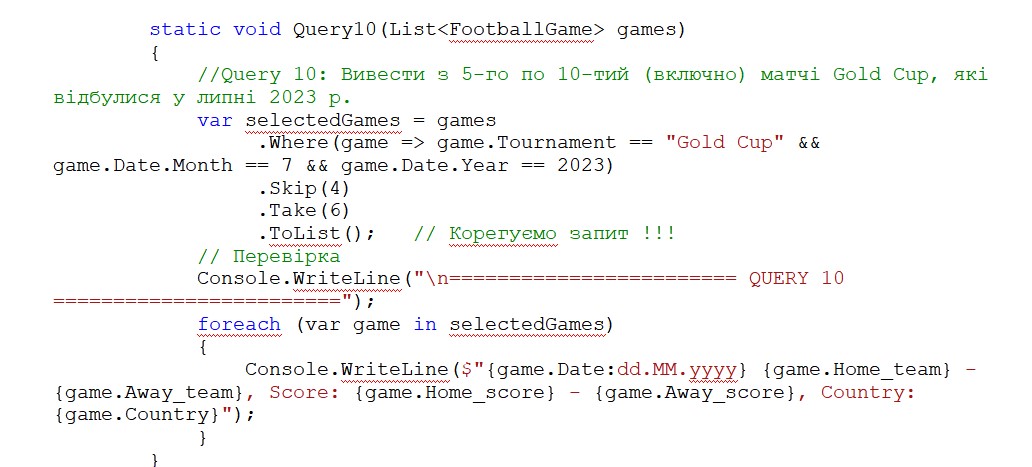 static void Query10(List<FootballGame> games)
{
//Query 10: Вивести з 5-го по 10-тий (включно) матчі Gold Cup, які
відбулися у липні 2023 р.
var selectedGames = games
.Where(game => game.Tournament == "Gold Cup" &&
game.Date.Month == 7 && game.Date.Year == 2023)
.Skip(4)
.Take(6)
.ToList();   // Корегуємо запит !!!
// Перевірка
Console.WriteLine("\n======================== QUERY 10
========================");
foreach (var game in selectedGames)
{
Console.WriteLine($"{game.Date:dd.MM.yyyy} {game.Home_team} –
{game.Away_team}, Score: {game.Home_score} – {game.Away_score}, Country:
{game.Country}");
}
}